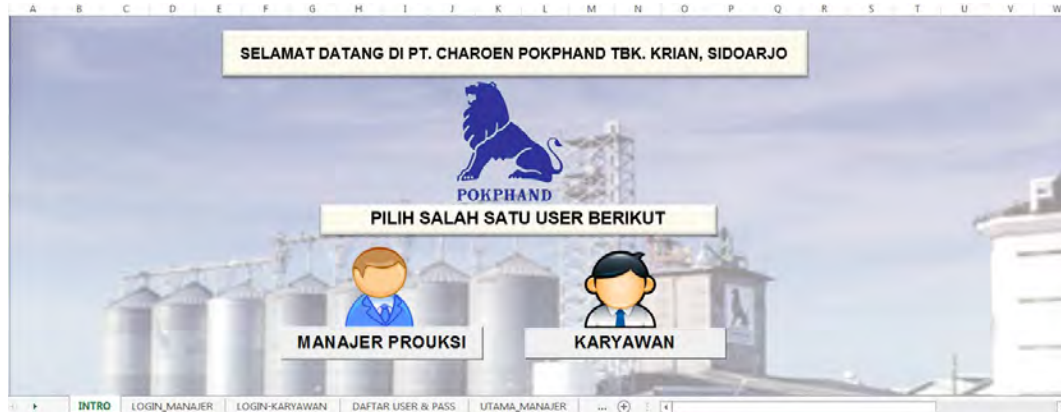 A B C D E F G H I J K L M N O P Q R S T U V W
SELAMAT DATANG DI PT. CHAROEN POKPHAND TBK. KRIAN, SIDOARJO
POKPHAND
PILIH SALAH SATU USER BERIKUT
MANAJER PROUKSI
KARYAWAN
INTRO LOGIN_MANAJER LOGIN-KARYAWAN DAFTAR USER & PASS UTAMA_MANAJER ...